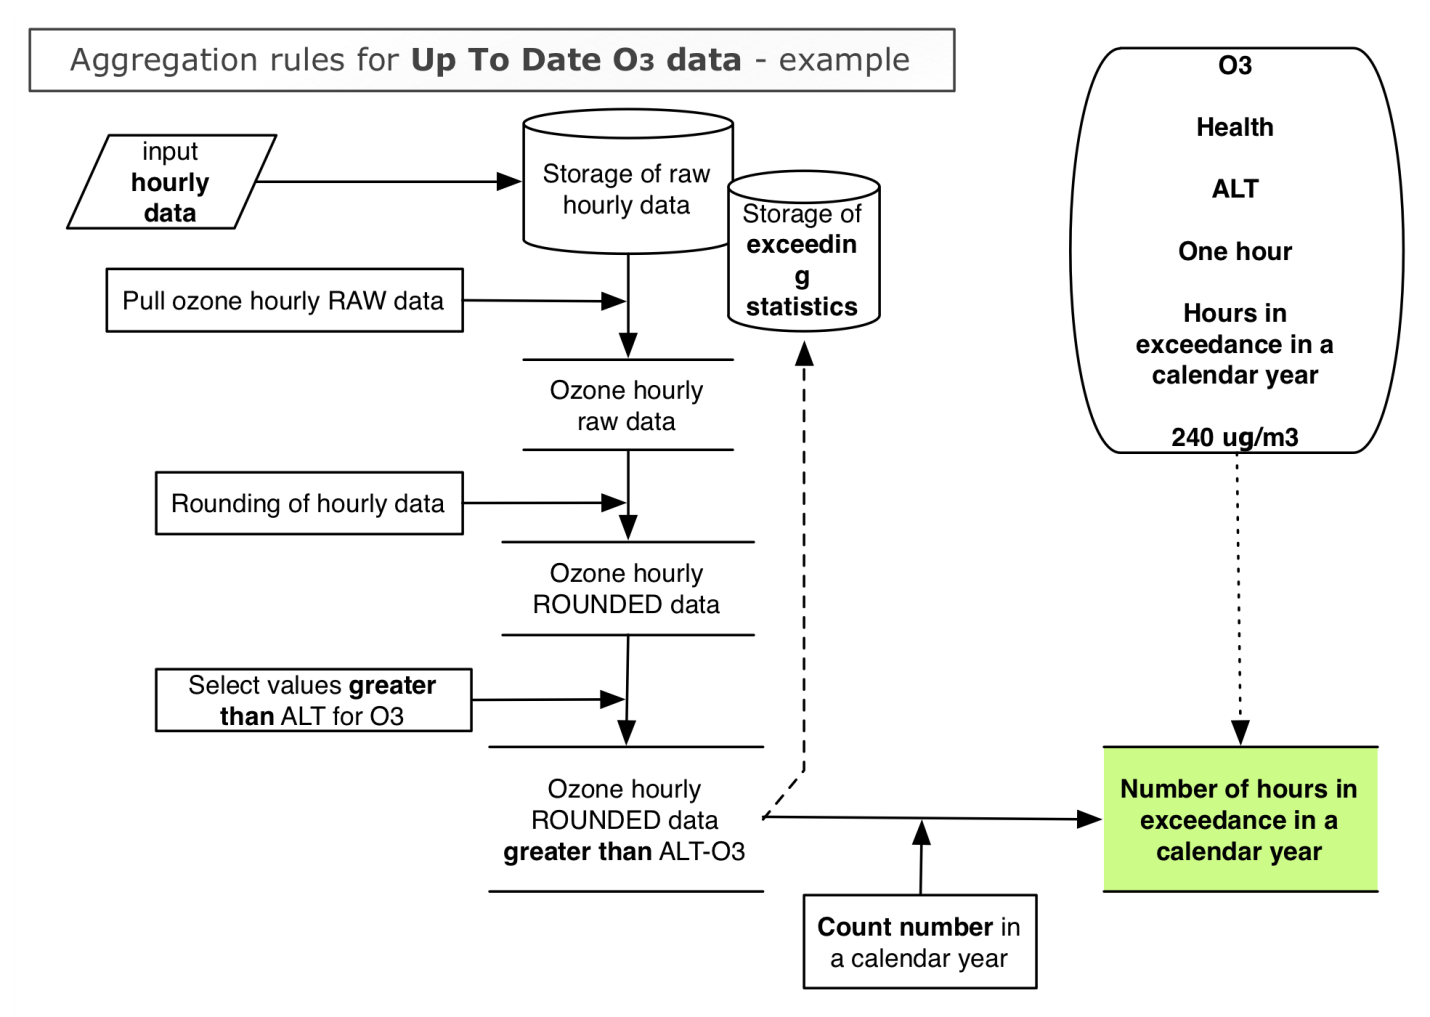 Aggregation rules for Up To Date O3 data - example
input
hourly
data
Storage of raw
hourly data
Storage of
exceedin
g
statistics
Pull ozone hourly RAW data
Ozone hourly
raw data
Rounding of hourly data
Ozone hourly
ROUNDED data
Select values greater
than ALT for O3
Ozone hourly
ROUNDED data
greater than ALT-O3
Count number in
a calendar year
O3
Health
ALT
One hour
Hours in
exceedance in a
calendar year
240 ug/m3
Number of hours in
exceedance in a
calendar year